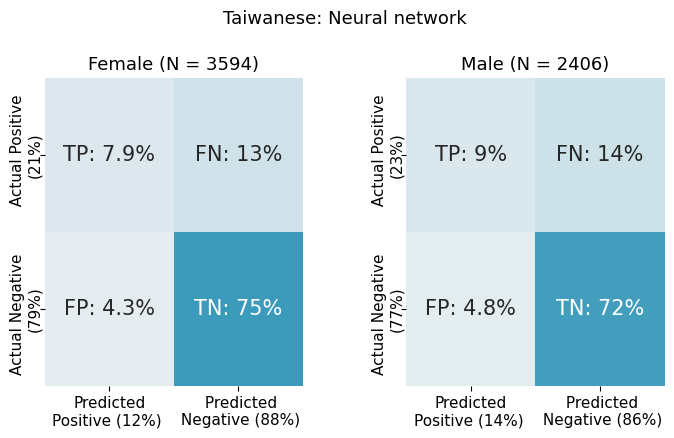 Taiwanese: Neural network
Female (N = 3594)
Actual Positive
(21%)
TP: 7.9%
FN: 13%
Actual Negative
(79%)
FP: 4.3%
TN: 75%
Predicted
Positive (12%)
Predicted
Negative (88%)
Male (N = 2406)
Actual Positive
(23%)
TP: 9%
FN: 14%
Actual Negative
(77%)
FP: 4.8%
TN: 72%
Predicted
Positive (14%)
Predicted
Negative (86%)